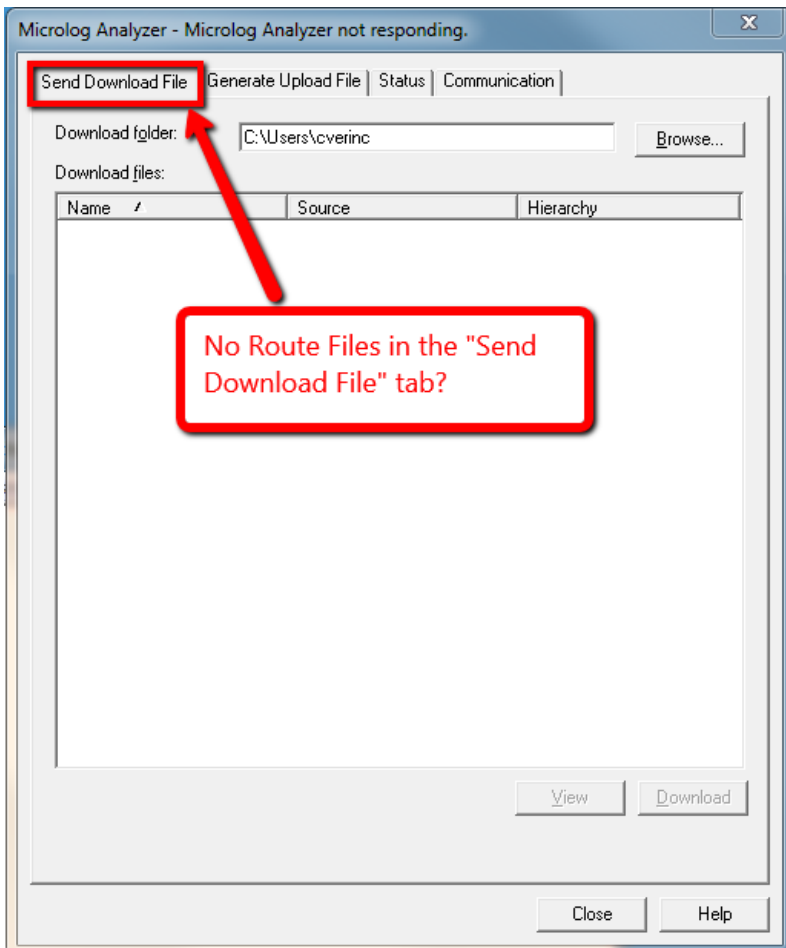 Microlog Analyzer - Microlog Analyzer not responding.
Send Download File Generate Upload File Status Communication
Download folder: C:\Users\cverinc Browse...
Download files:
Name Source Hierarchy
No Route Files in the "Send
Download File" tab?
View Download
Close Help